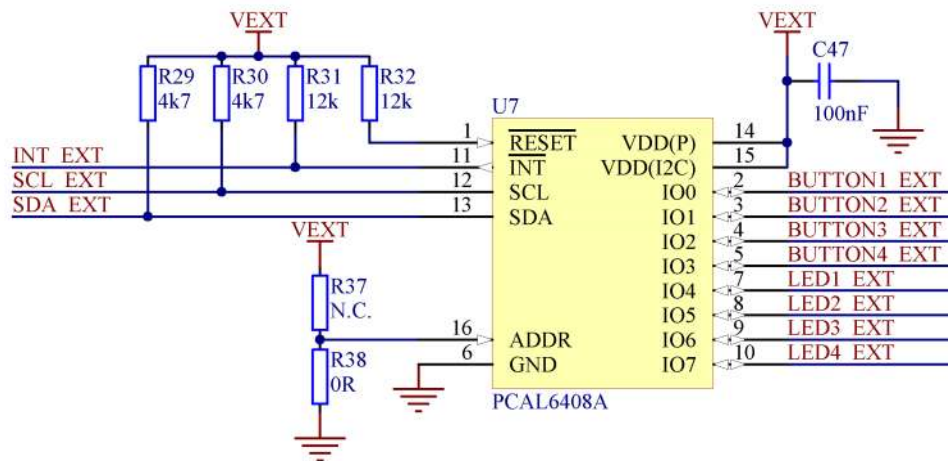 VEXT
VEXT
R29
4k7
R30
4k7
R31
12k
R32
12k
C47
100nF
U7
1
RESET
VDD(P)
14
INT EXT
11
INT
VDD(I2C)
15
SCL EXT
12
SCL
IO0
2
BUTTON1 EXT
SDA EXT
13
SDA
IO1
3
BUTTON2 EXT
IO2
4
BUTTON3 EXT
VEXT
IO3
5
BUTTON4 EXT
R37
N.C.
IO4
7
LED1 EXT
IO5
8
LED2 EXT
16
ADDR
IO6
9
LED3 EXT
R38
0R
6
GND
IO7
10
LED4 EXT
PCAL6408A